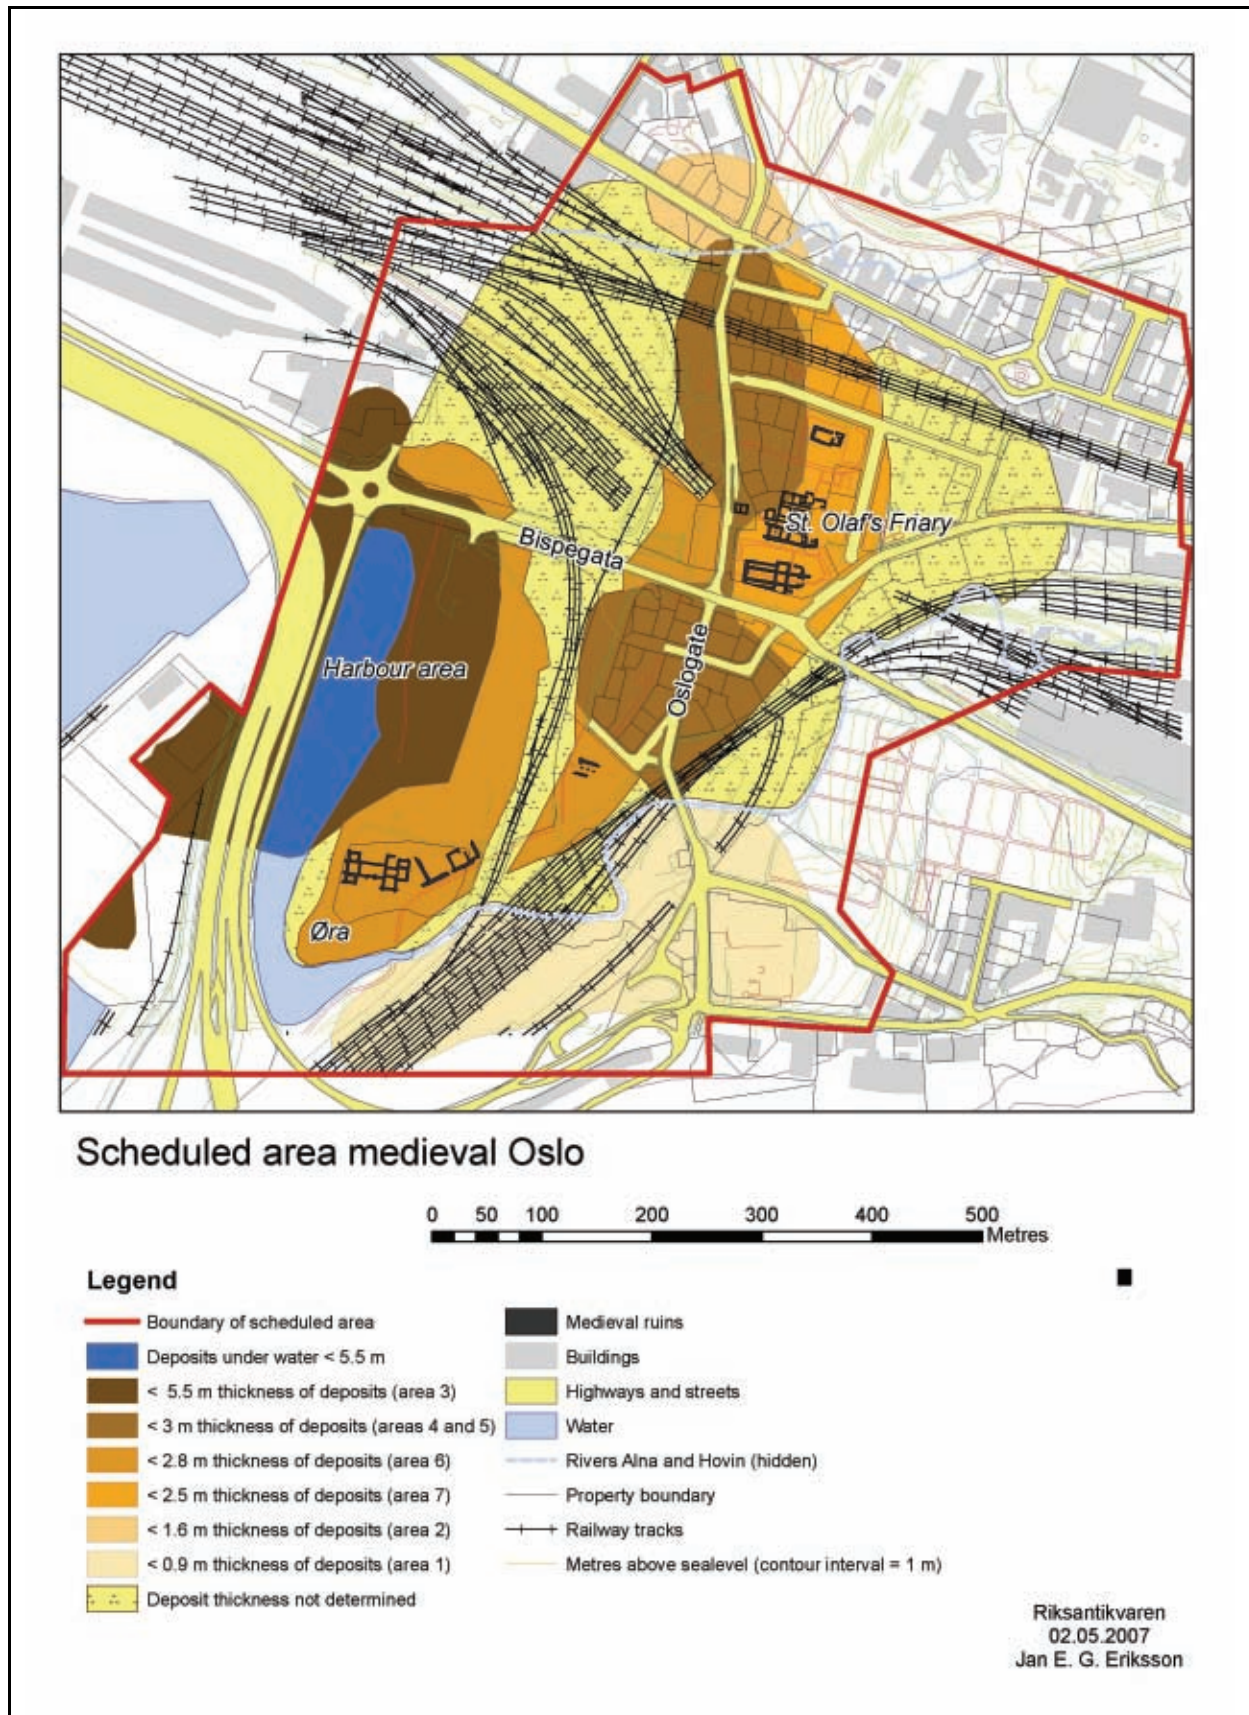 Bispegata
St. Olaf's Friary
Harbour area
Oslogate
Øra
Scheduled area medieval Oslo
0 50 100 200 300 400 500
Metres
Legend
Boundary of scheduled area
Deposits under water < 5.5 m
< 5.5 m thickness of deposits (area 3)
< 3 m thickness of deposits (areas 4 and 5)
< 2.8 m thickness of deposits (area 6)
< 2.5 m thickness of deposits (area 7)
< 1.6 m thickness of deposits (area 2)
< 0.9 m thickness of deposits (area 1)
Deposit thickness not determined
Medieval ruins
Buildings
Highways and streets
Water
Rivers Alna and Hovin (hidden)
Property boundary
Railway tracks
Metres above sealevel (contour interval = 1 m)
Riksantikvaren
02.05.2007
Jan E. G. Eriksson